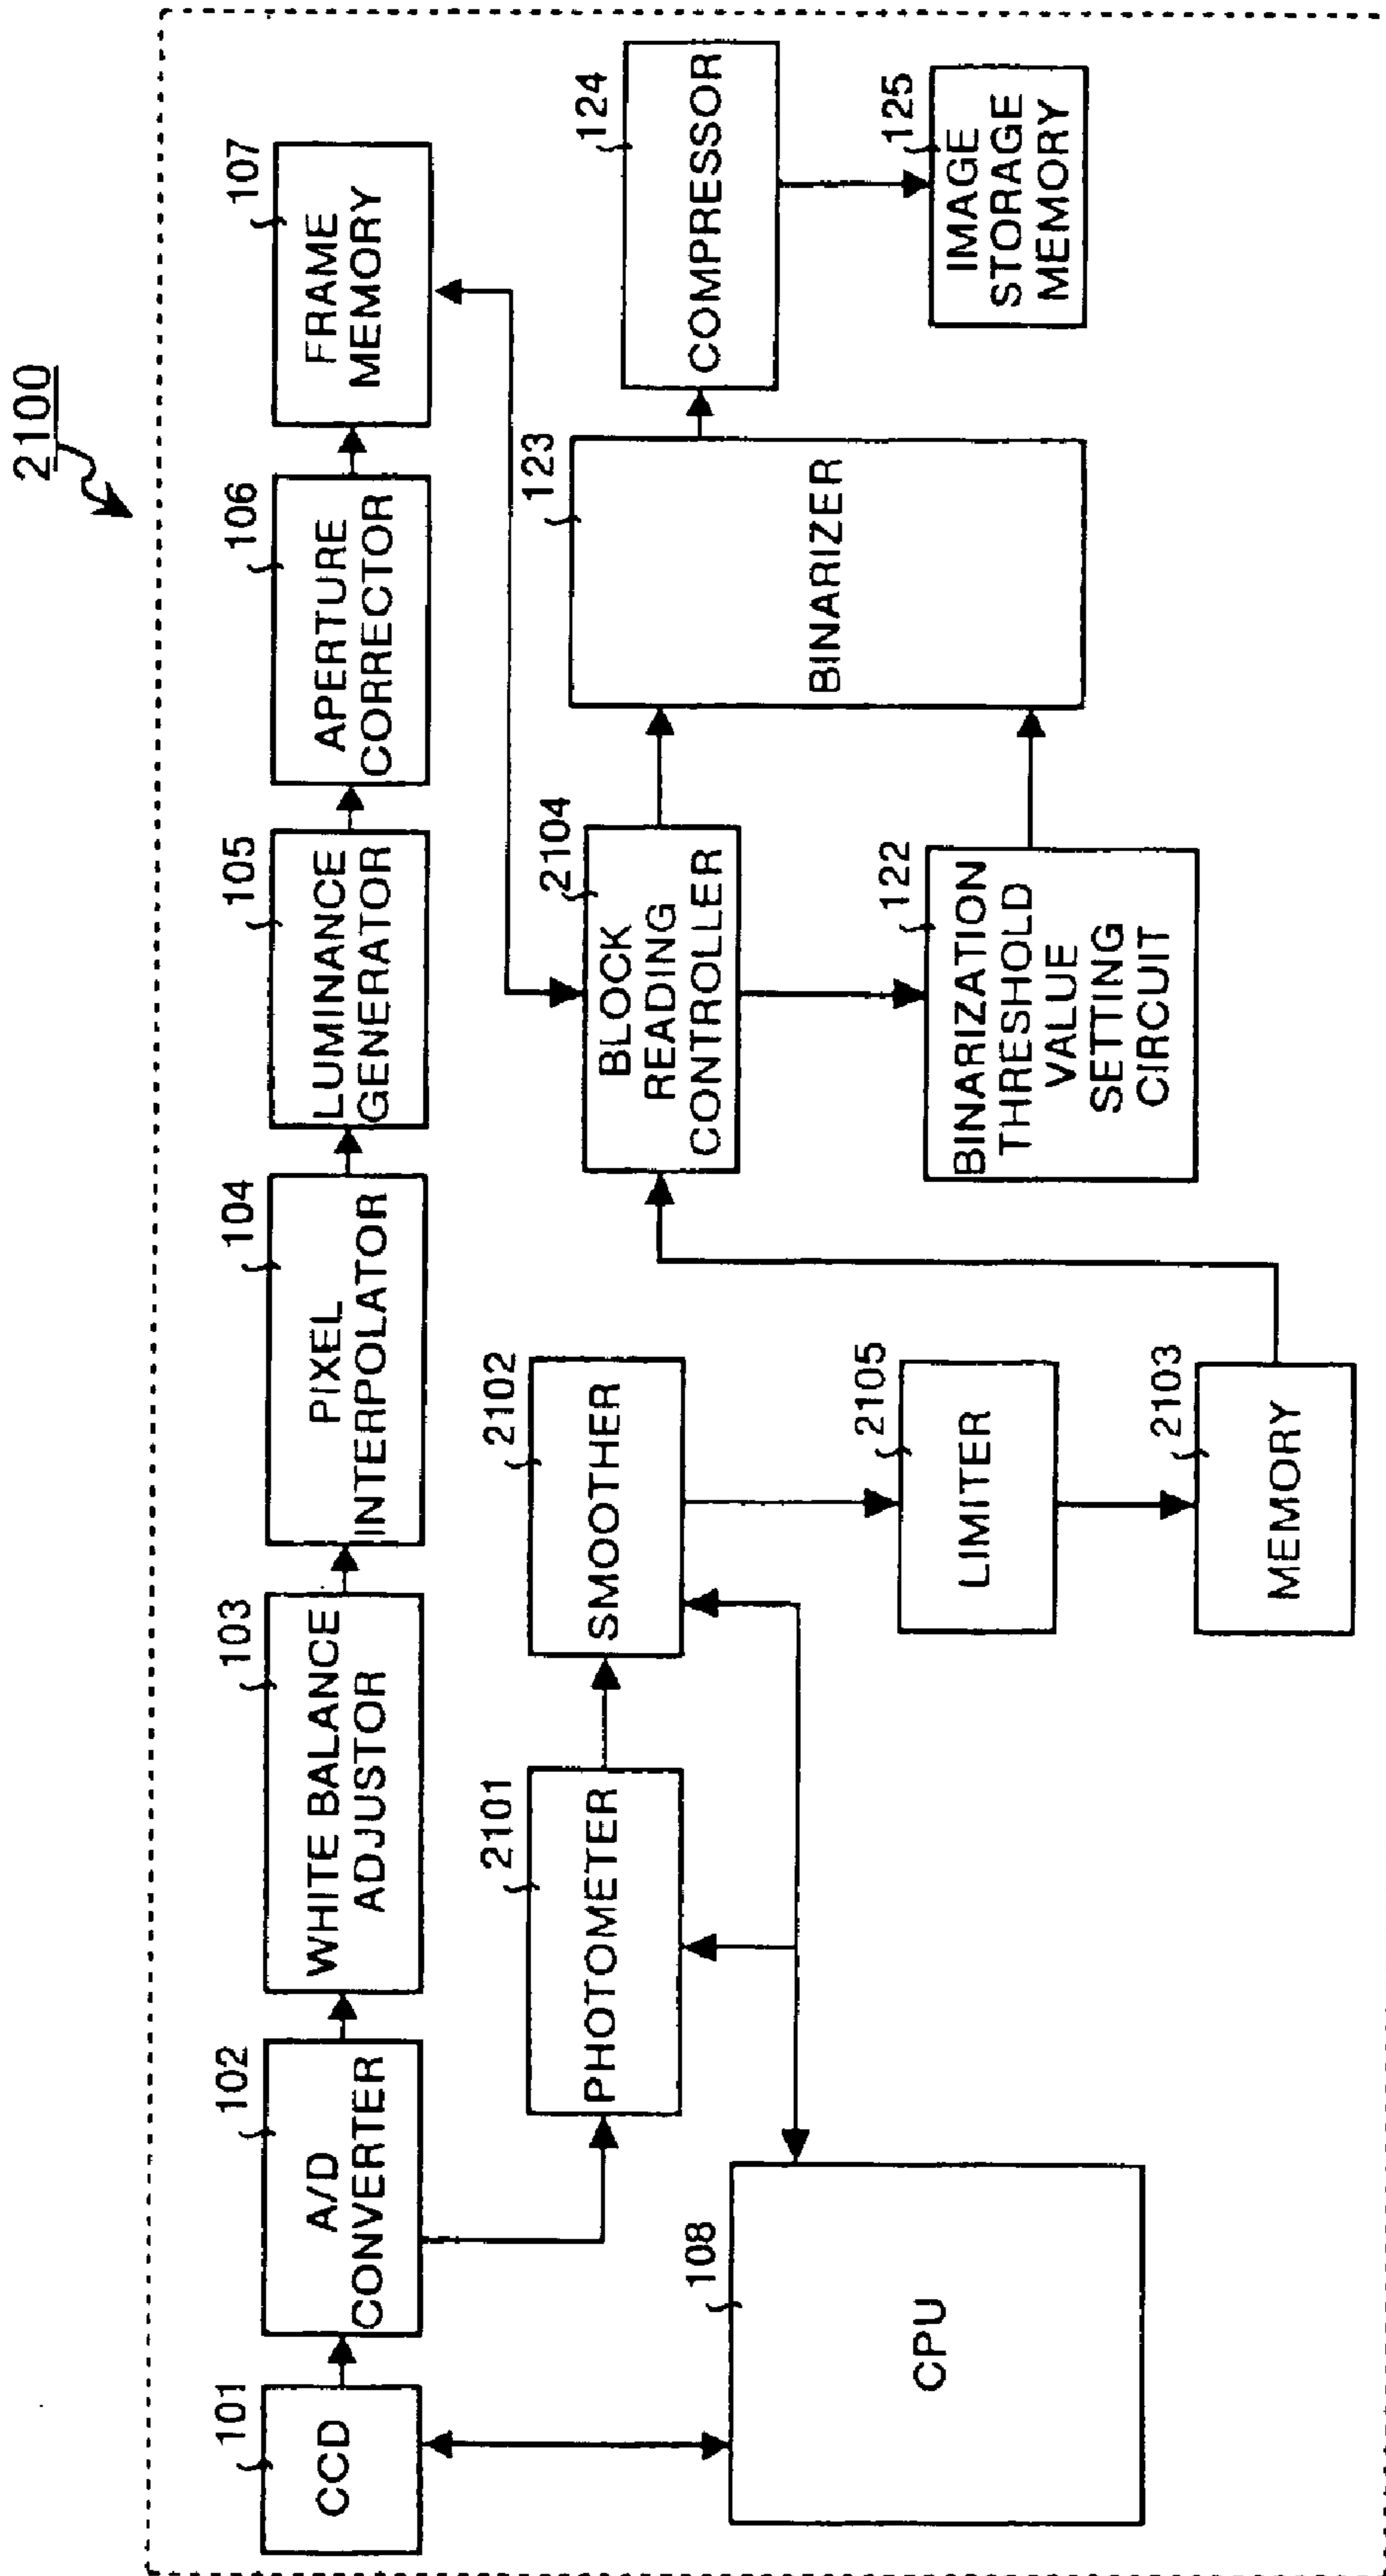 2100
101
CCD
102
A/D
CONVERTER
103
WHITE BALANCE
ADJUSTOR
104
PIXEL
INTERPOLATOR
105
LUMINANCE
GENERATOR
106
APERTURE
CORRECTOR
107
FRAME
MEMORY
108
CPU
2101
PHOTOMETER
2102
SMOOTHER
2105
LIMITER
2103
MEMORY
2104
BLOCK
READING
CONTROLLER
122
BINARIZATION
THRESHOLD
VALUE
SETTING
CIRCUIT
123
BINARIZER
124
COMPRESSOR
125
IMAGE
STORAGE
MEMORY